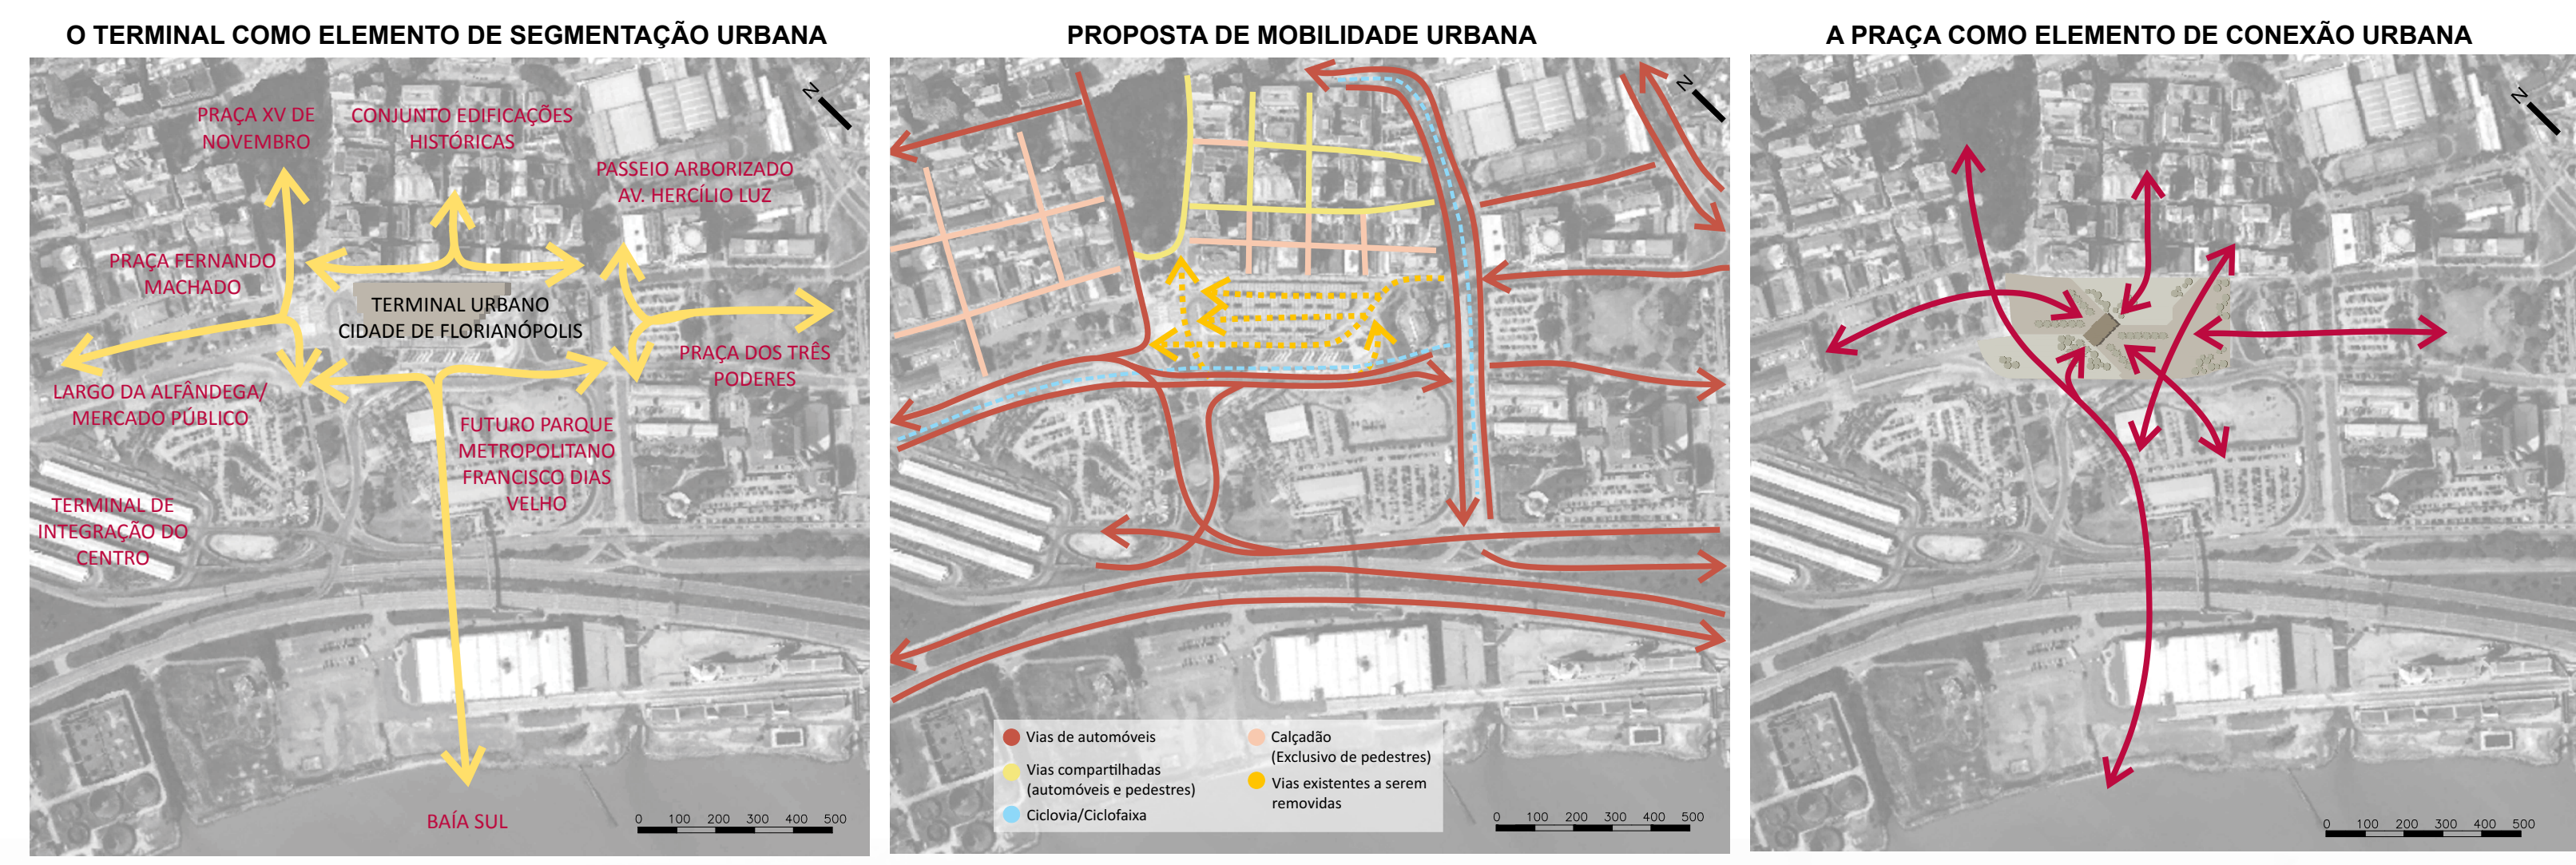 O TERMINAL COMO ELEMENTO DE SEGMENTAÇÃO URBANA
N
PRAÇA XV DE
NOVEMBRO
CONJUNTO EDIFICAÇÕES
HISTÓRICAS
PASSEIO ARBORIZADO
AV. HERCÍLIO LUZ
PRAÇA FERNANDO
MACHADO
TERMINAL URBANO
CIDADE DE FLORIANÓPOLIS
PRAÇA DOS TRÊS
PODERES
LARGO DA ALFÂNDEGA/
MERCADO PÚBLICO
FUTURO PARQUE
METROPOLITANO
FRANCISCO DIAS
VELHO
TERMINAL DE
INTEGRAÇÃO DO
CENTRO
BAÍA SUL
0 100 200 300 400 500
PROPOSTA DE MOBILIDADE URBANA
N
Vias de automóveis
Vias compartilhadas
(automóveis e pedestres)
Ciclovia/Ciclofaixa
Calçadão
(Exclusivo de pedestres)
Vias existentes a serem
removidas
0 100 200 300 400 500
A PRAÇA COMO ELEMENTO DE CONEXÃO URBANA
N
0 100 200 300 400 500